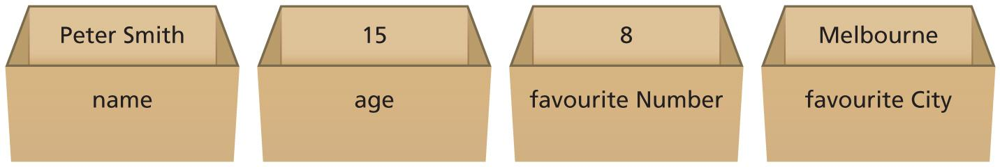 Peter Smith
name
15
age
8
favourite Number
Melbourne
favourite City